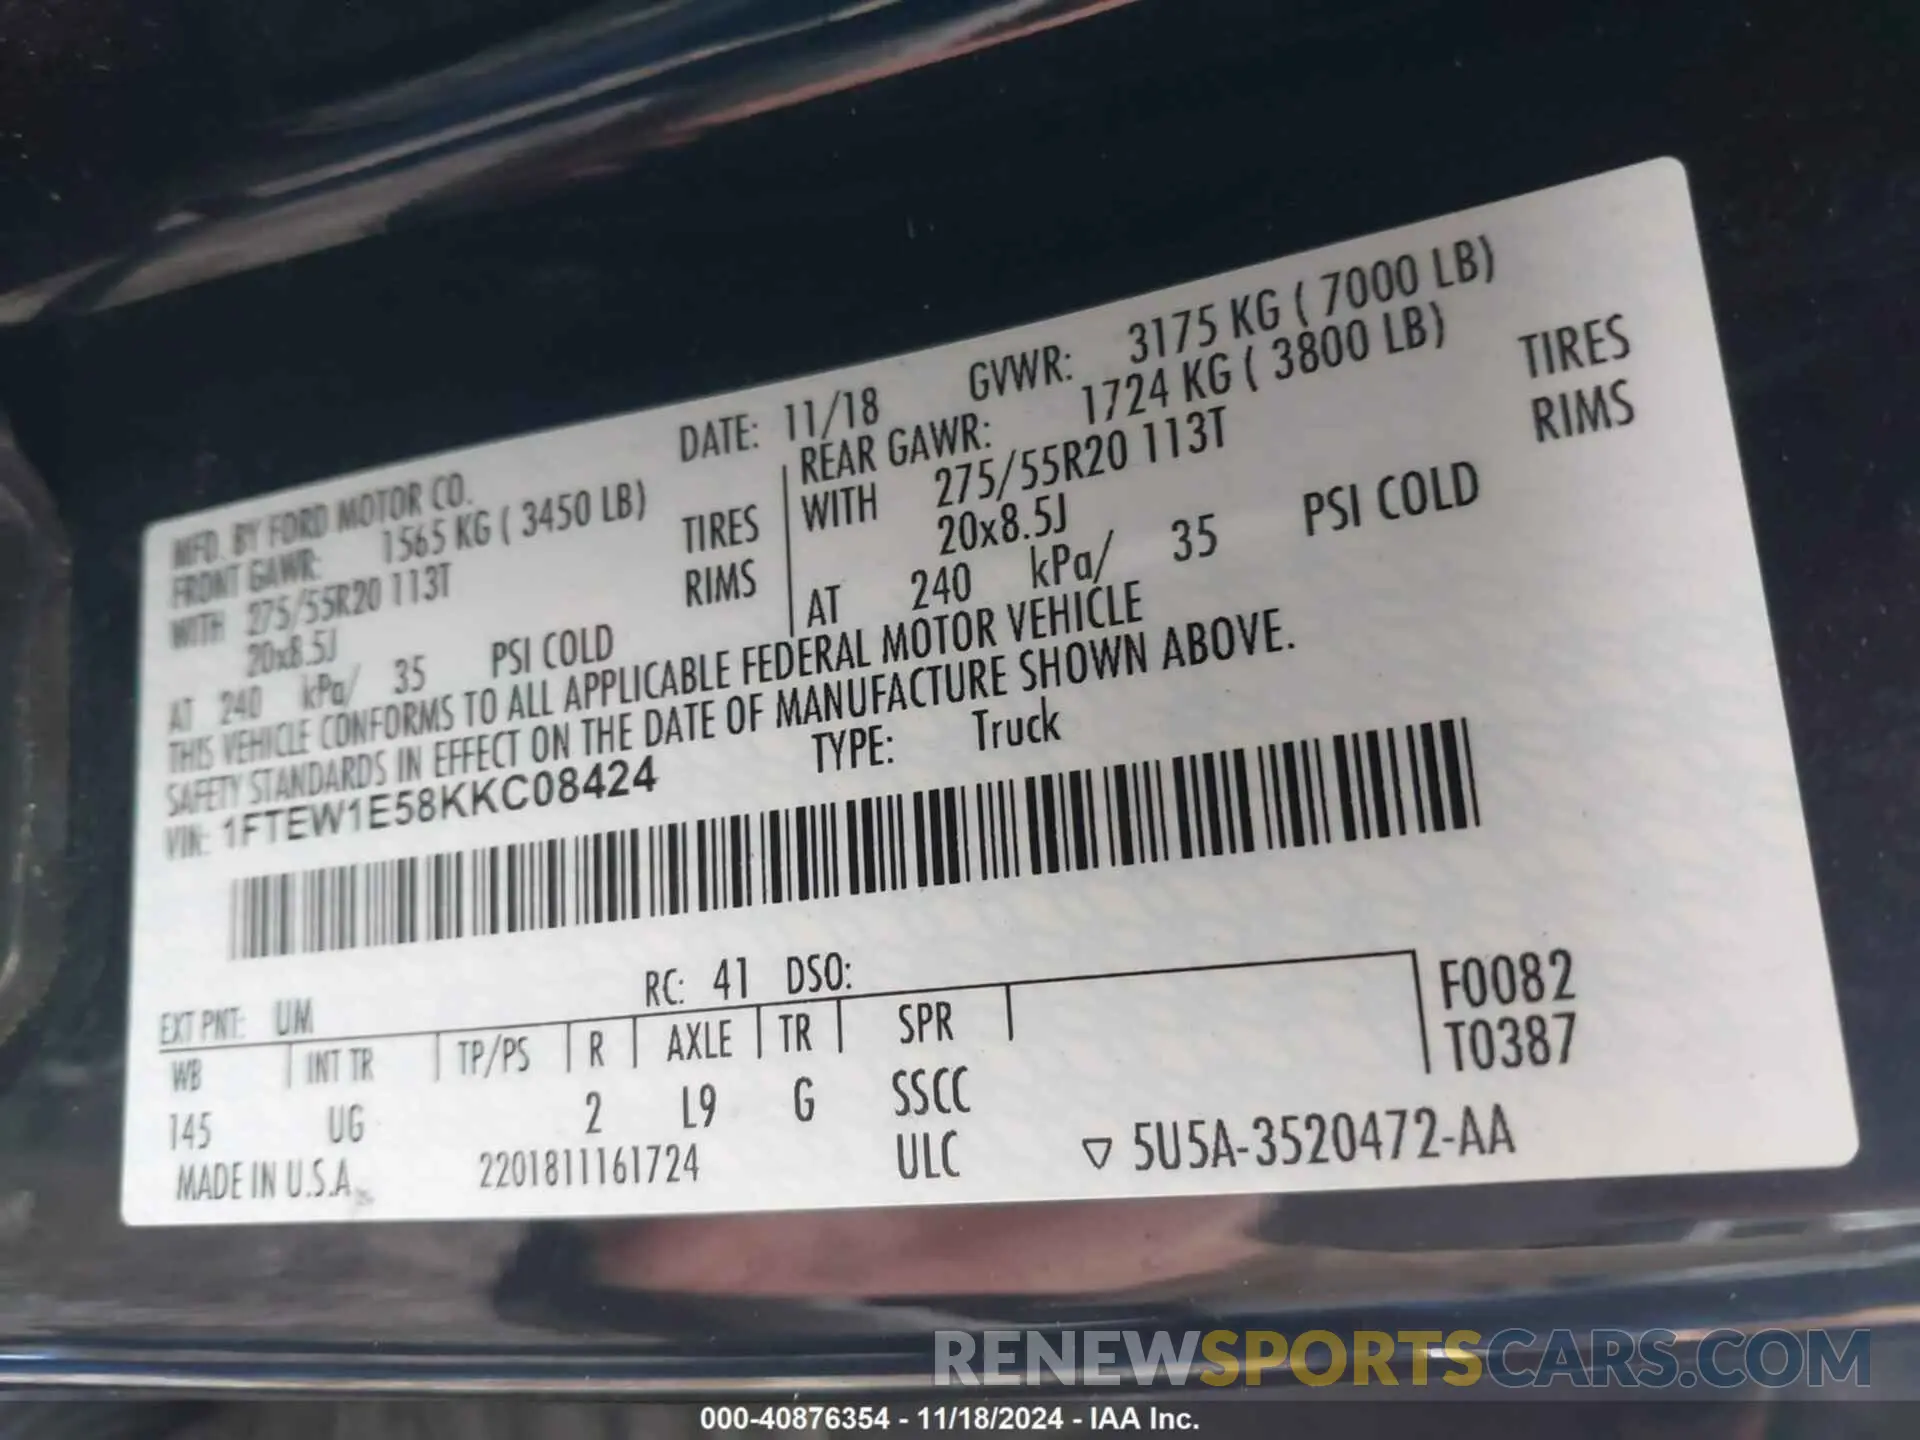 MFD. BY FORD MOTOR CO. DATE: 11/18 GVWR: 3175 KG ( 7000 LB)
FRONT GAWR: 1565 KG ( 3450 LB) REAR GAWR: 1724 KG ( 3800 LB)
WITH 275/55R20 113T TIRES WITH 275/55R20 113T TIRES
20x8.5J RIMS 20x8.5J RIMS
AT 240 kPa/ 35 PSI COLD AT 240 kPa/ 35 PSI COLD
THIS VEHICLE CONFORMS TO ALL APPLICABLE FEDERAL MOTOR VEHICLE
SAFETY STANDARDS IN EFFECT ON THE DATE OF MANUFACTURE SHOWN ABOVE.
VIN: 1FTEW1E58KKC08424 TYPE: Truck
EXT PNT: UM RC: 41 DSO: F0082
WB INT TR TP/PS R AXLE TR SPR T0387
145 UG 2 L9 G SSCC
MADE IN U.S.A. 2201811161724 ULC ▽ 5U5A-3520472-AA
RENEWSPORTSCARS.COM
000-40876354 - 11/18/2024 - IAA Inc.